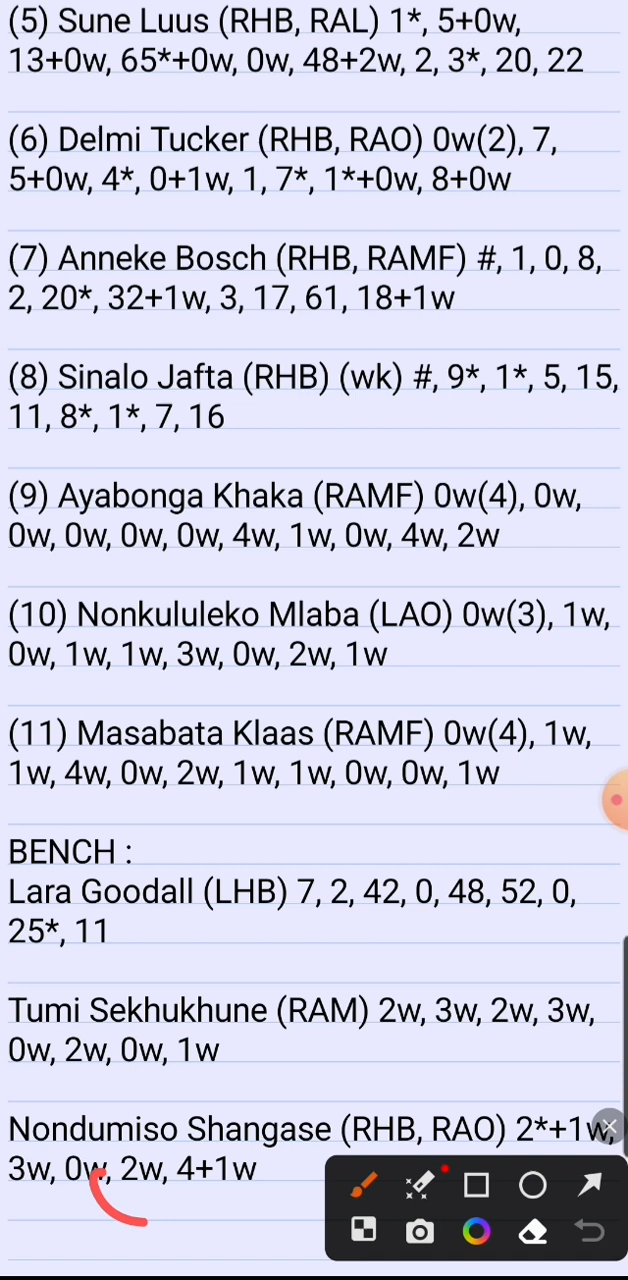 (5) Sune Luus (RHB, RAL) 1*, 5+0w,
13+0w, 65*+0w, 0w, 48+2w, 2, 3*, 20, 22
(6) Delmi Tucker (RHB, RAO) 0w(2), 7,
5+0w, 4*, 0+1w, 1, 7*, 1*+0w, 8+0w
(7) Anneke Bosch (RHB, RAMF) #, 1, 0, 8,
2, 20*, 32+1w, 3, 17, 61, 18+1w
(8) Sinalo Jafta (RHB) (wk) #, 9*, 1*, 5, 15,
11, 8*, 1*, 7, 16
(9) Ayabonga Khaka (RAMF) 0w(4), 0w,
0w, 0w, 0w, 0w, 4w, 1w, 0w, 4w, 2w
(10) Nonkululeko Mlaba (LAO) 0w(3), 1w,
0w, 1w, 1w, 3w, 0w, 2w, 1w
(11) Masabata Klaas (RAMF) 0w(4), 1w,
1w, 4w, 0w, 2w, 1w, 1w, 0w, 0w, 1w
BENCH :
Lara Goodall (LHB) 7, 2, 42, 0, 48, 52, 0,
25*, 11
Tumi Sekhukhune (RAM) 2w, 3w, 2w, 3w,
0w, 2w, 0w, 1w
Nondumiso Shangase (RHB, RAO) 2*+1w,
3w, 0w, 2w, 4+1w